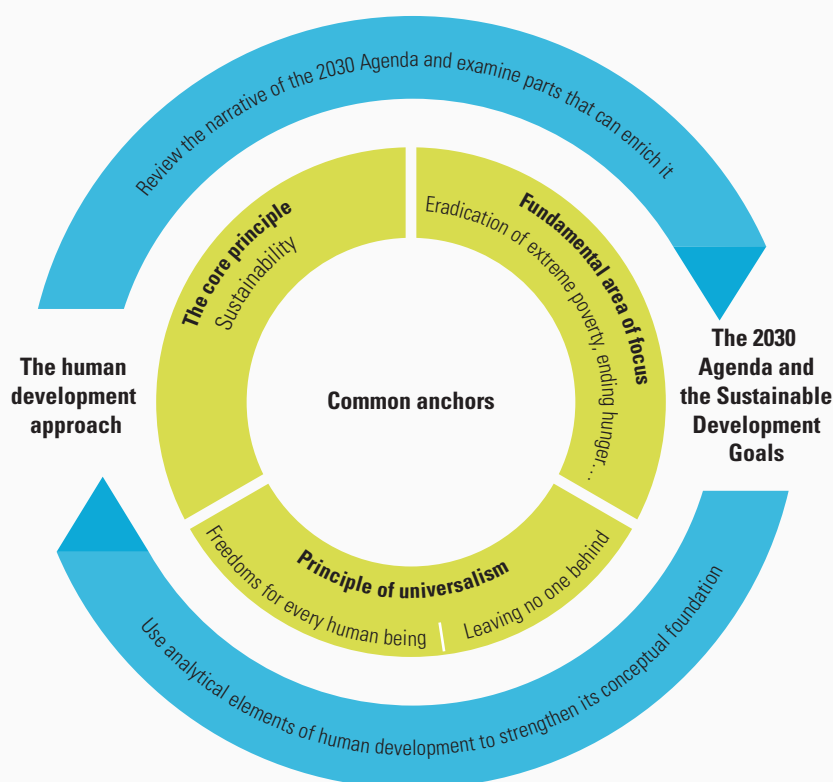 Review the narrative of the 2030 Agenda and examine parts that can enrich it
The core principle
Sustainability
Fundamental area of focus
Eradication of extreme poverty, ending hunger…
The human
development
approach
Common anchors
The 2030
Agenda and
the Sustainable
Development
Goals
Principle of universalism
Freedoms for every human being
Leaving no one behind
Use analytical elements of human development to strengthen its conceptual foundation